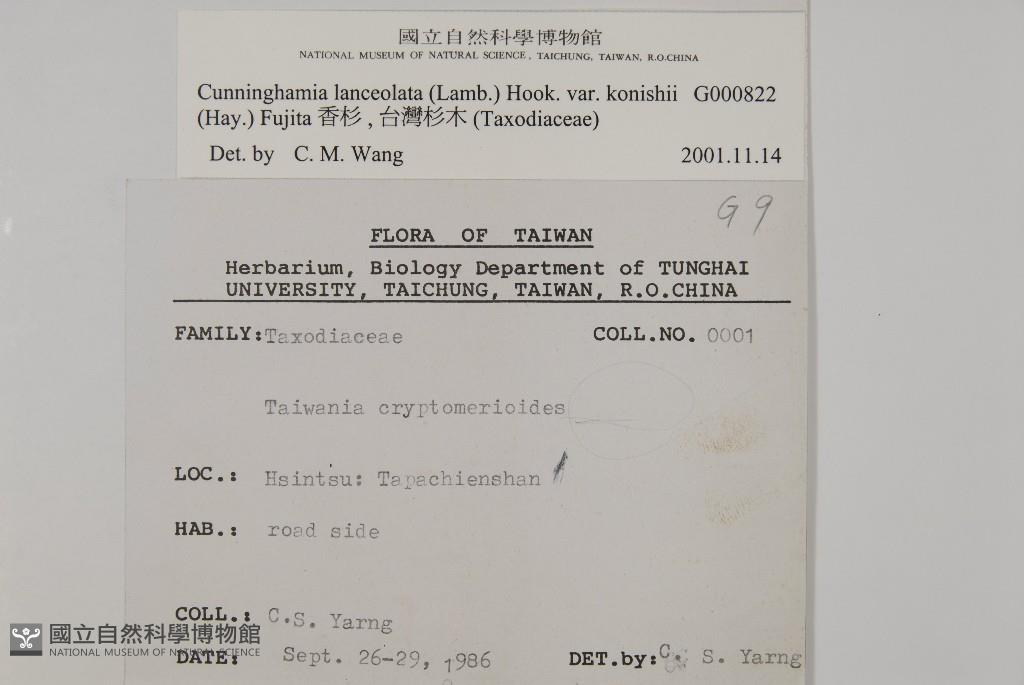 國立自然科學博物館
NATIONAL MUSEUM OF NATURAL SCIENCE, TAICHUNG, TAIWAN, R.O.CHINA
Cunninghamia lanceolata (Lamb.) Hook. var. konishii G000822
(Hay.) Fujita 香杉 , 台灣杉木 (Taxodiaceae)
Det. by C. M. Wang 2001.11.14
G 9
FLORA OF TAIWAN
Herbarium, Biology Department of TUNGHAI
UNIVERSITY, TAICHUNG, TAIWAN, R.O.CHINA
FAMILY: Taxodiaceae COLL.NO. 0001
Taiwania cryptomerioides
LOC.: Hsintsu: Tapachienshan
HAB.: road side
COLL.: C.S. Yarng
DATE: Sept. 26-29, 1986 DET.by: C. S. Yarng
國立自然科學博物館
NATIONAL MUSEUM OF NATURAL SCIENCE